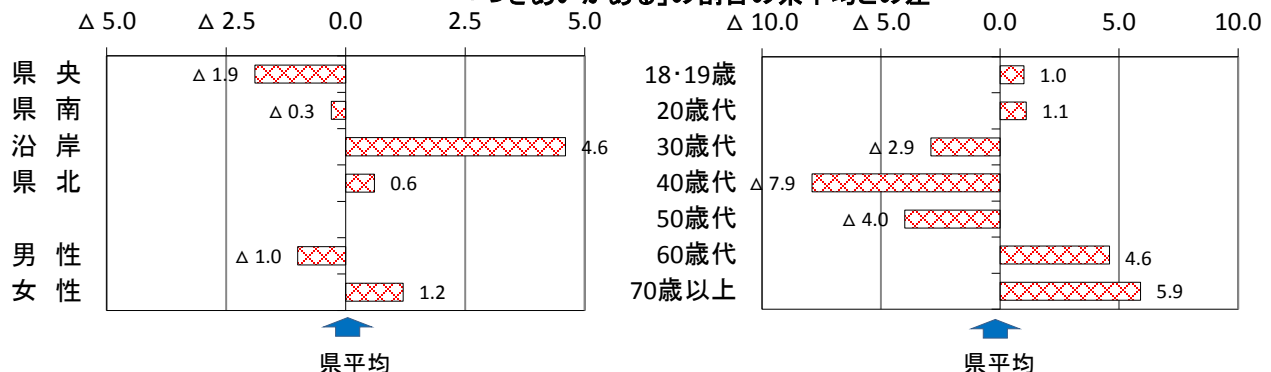 △ 5.0 △ 2.5 0.0 2.5 5.0
県 央 △ 1.9
県 南 △ 0.3
沿 岸 4.6
県 北 0.6
男 性 △ 1.0
女 性 1.2
県平均
△ 10.0 △ 5.0 0.0 5.0 10.0
18･19歳 1.0
20歳代 1.1
30歳代 △ 2.9
40歳代 △ 7.9
50歳代 △ 4.0
60歳代 4.6
70歳以上 5.9
県平均